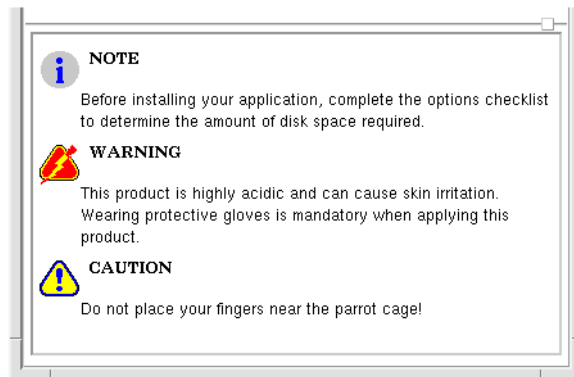 NOTE
Before installing your application, complete the options checklist
to determine the amount of disk space required.
WARNING
This product is highly acidic and can cause skin irritation.
Wearing protective gloves is mandatory when applying this
product.
CAUTION
Do not place your fingers near the parrot cage!